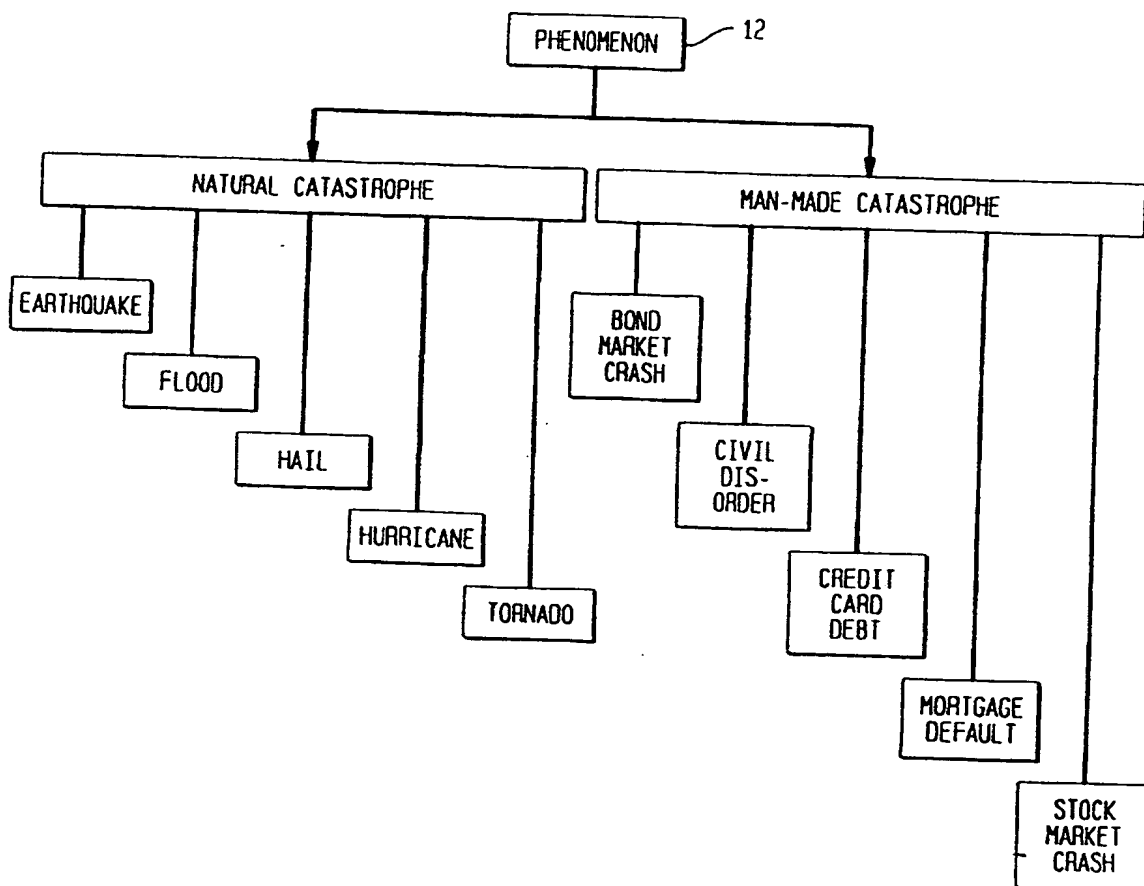 PHENOMENON
12
NATURAL CATASTROPHE
MAN-MADE CATASTROPHE
EARTHQUAKE
FLOOD
HAIL
HURRICANE
TORNADO
BOND
MARKET
CRASH
CIVIL
DIS-
ORDER
CREDIT
CARD
DEBT
MORTGAGE
DEFAULT
STOCK
MARKET
CRASH